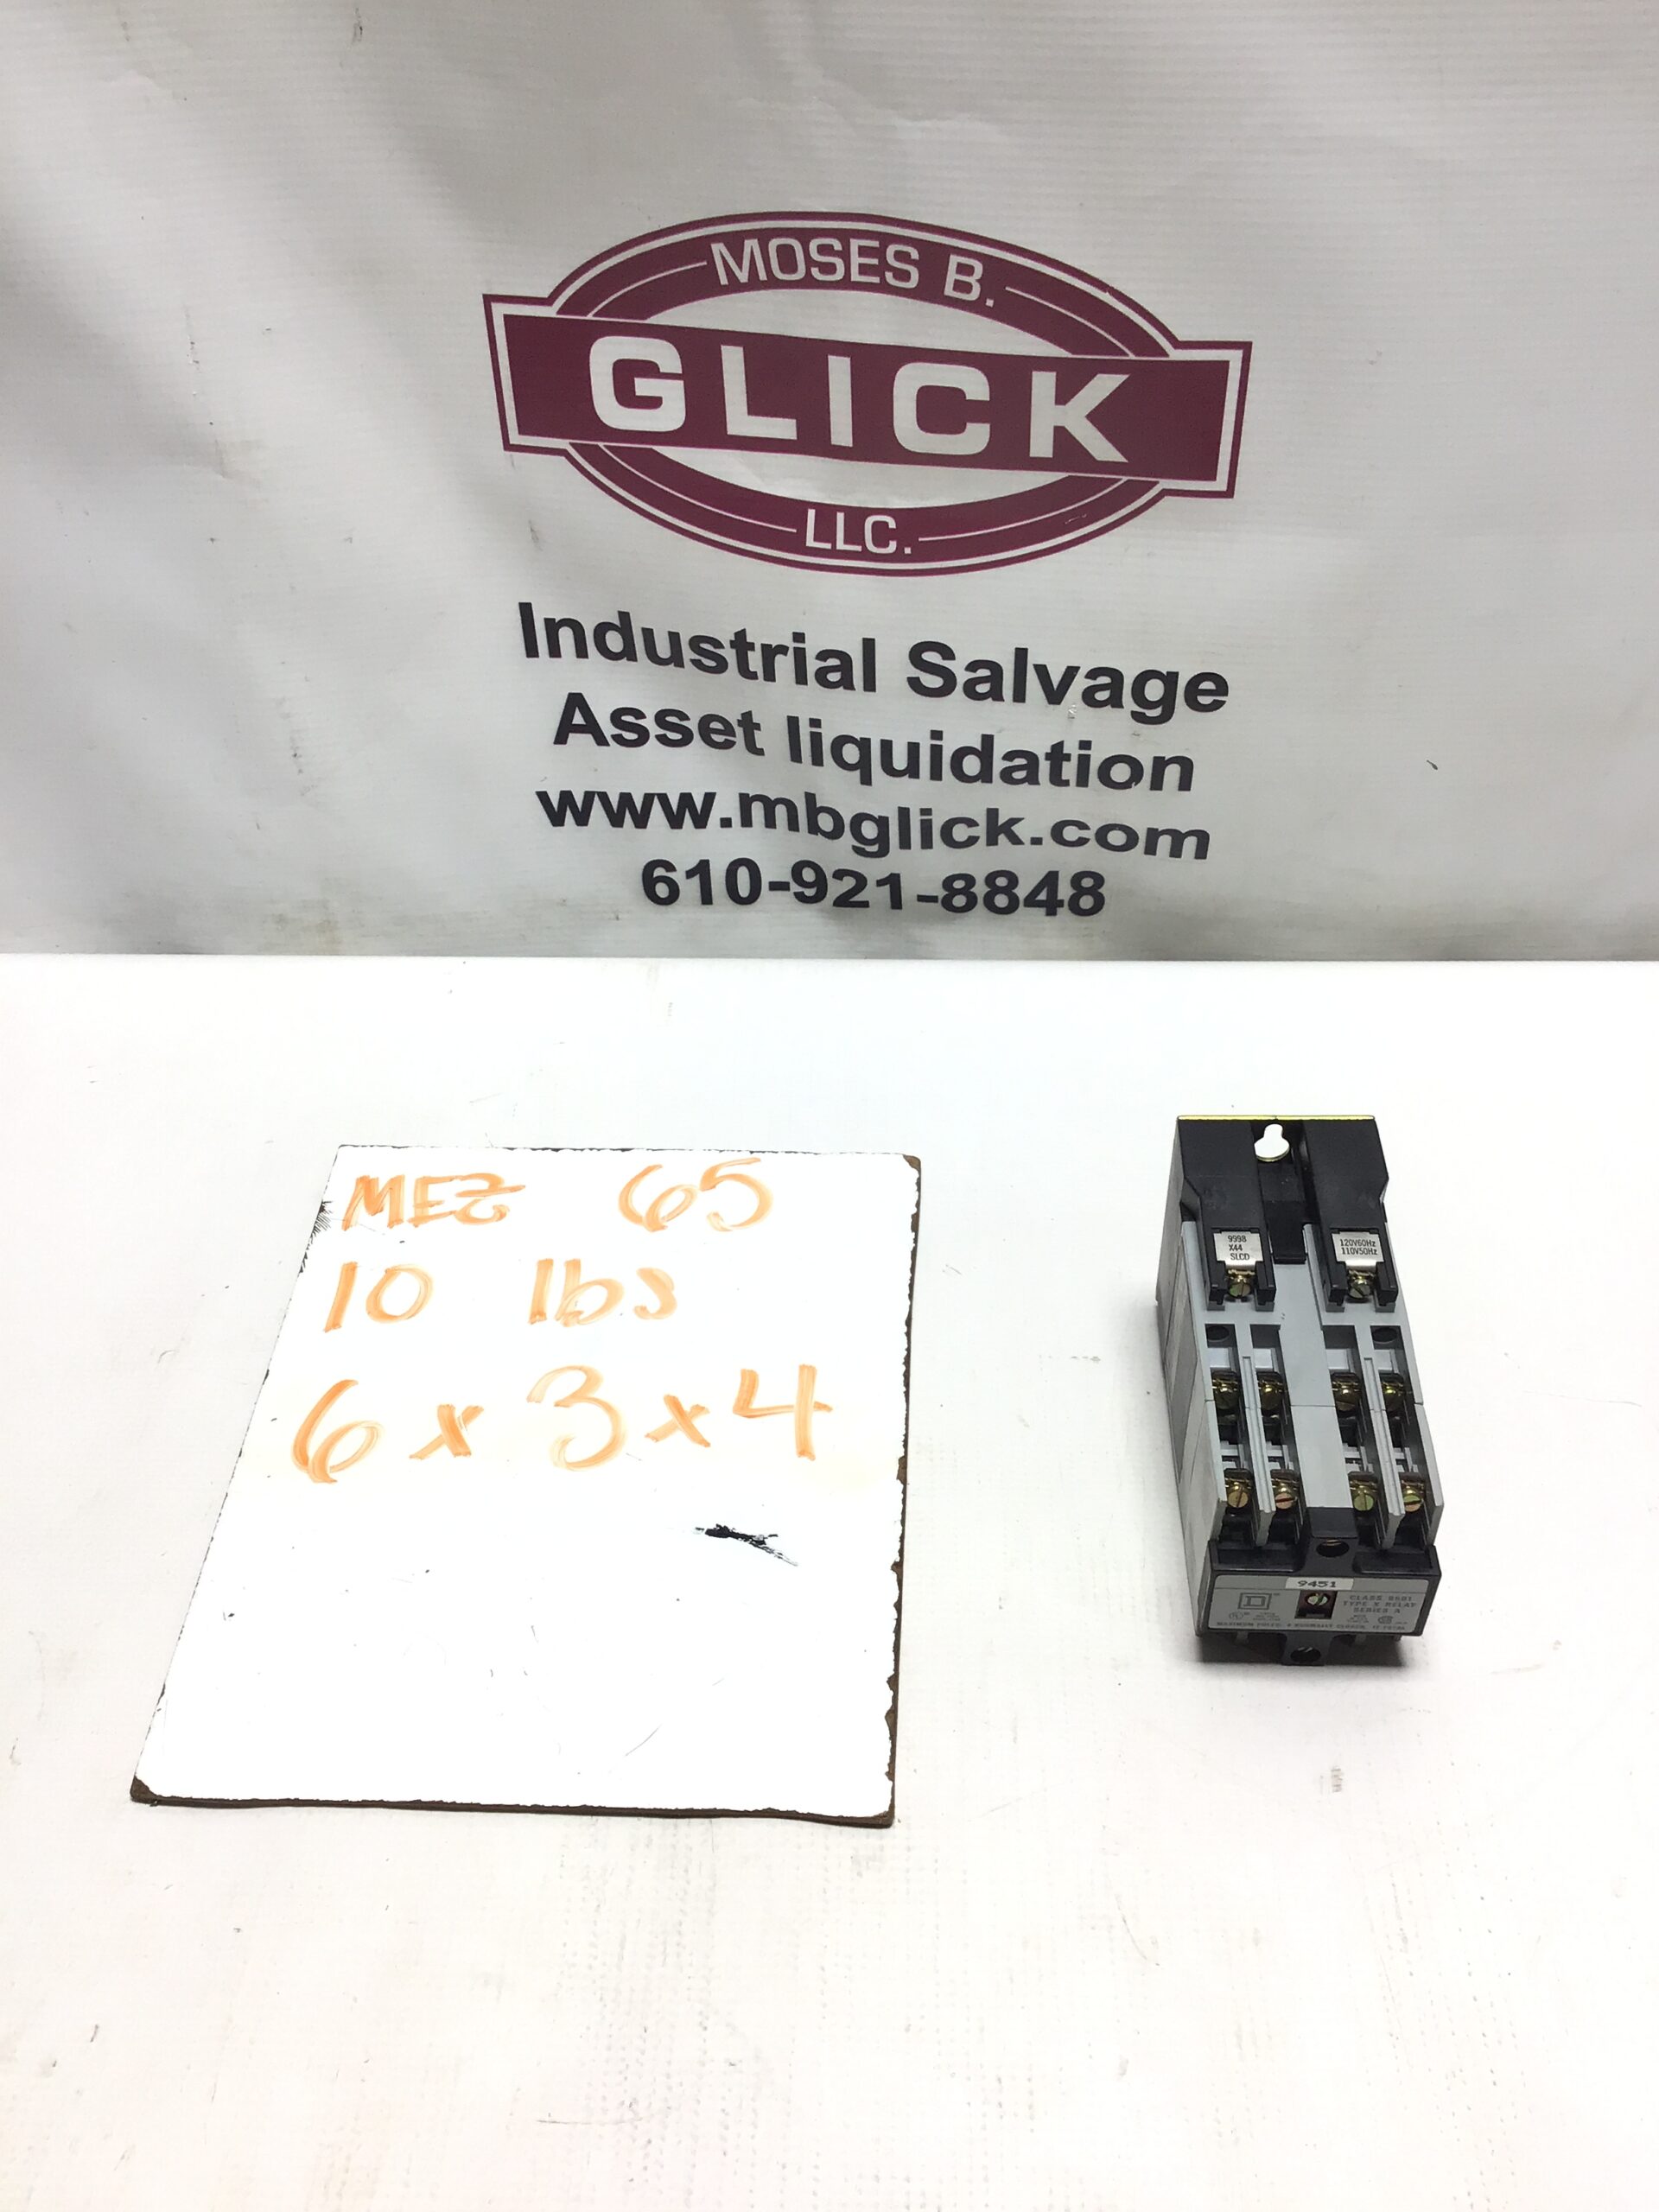 MOSES B.
GLICK
LLC.
Industrial Salvage
Asset liquidation
www.mbglick.com
610-921-8848
MEZ 65
10 lbs
6 x 3 x 4
9998
X44
SLCD
120V60Hz
110V50Hz
9451
D
CLASS 8501
TYPE X RELAY
SERIES A